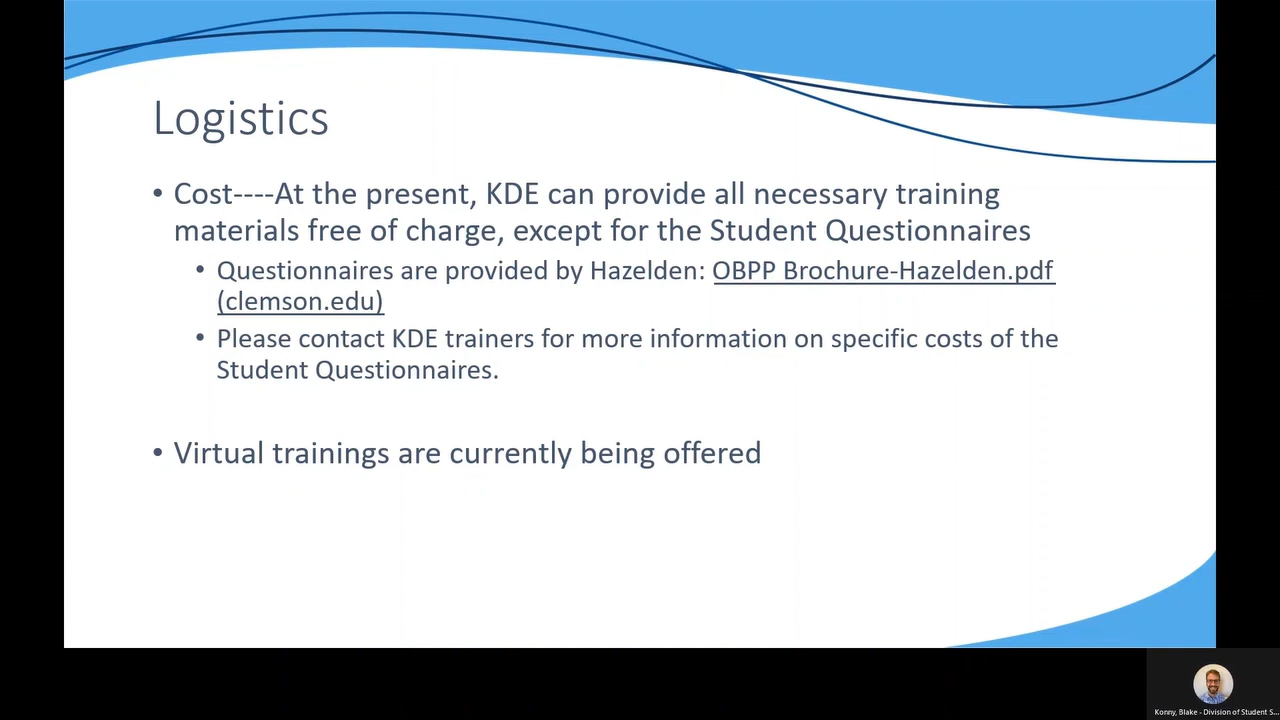 Logistics
• Cost----At the present, KDE can provide all necessary training
materials free of charge, except for the Student Questionnaires
• Questionnaires are provided by Hazelden: OBPP Brochure-Hazelden.pdf
(clemson.edu)
• Please contact KDE trainers for more information on specific costs of the
Student Questionnaires.
• Virtual trainings are currently being offered
Konny, Blake - Division of Student S...